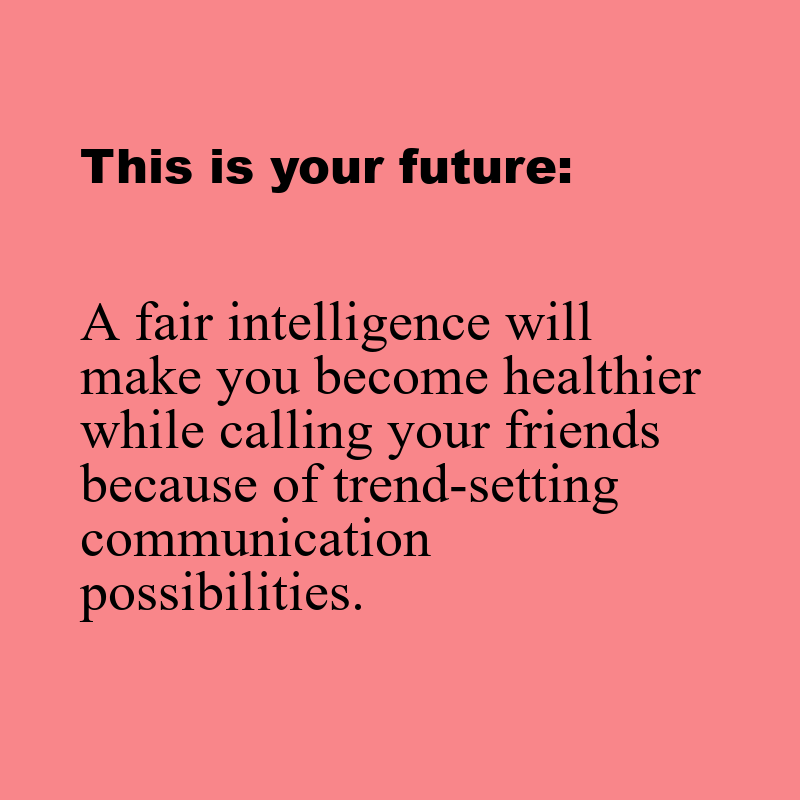 This is your future:
A fair intelligence will
make you become healthier
while calling your friends
because of trend-setting
communication
possibilities.